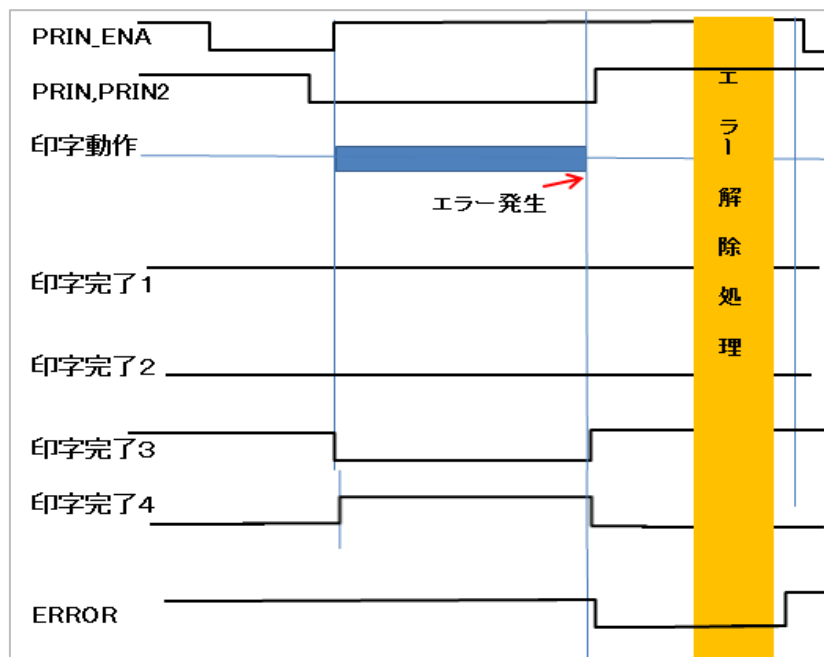 PRIN_ENA
PRIN,PRIN2
印字動作
エラー発生
印字完了1
印字完了2
印字完了3
印字完了4
ERROR
エラー解除処理